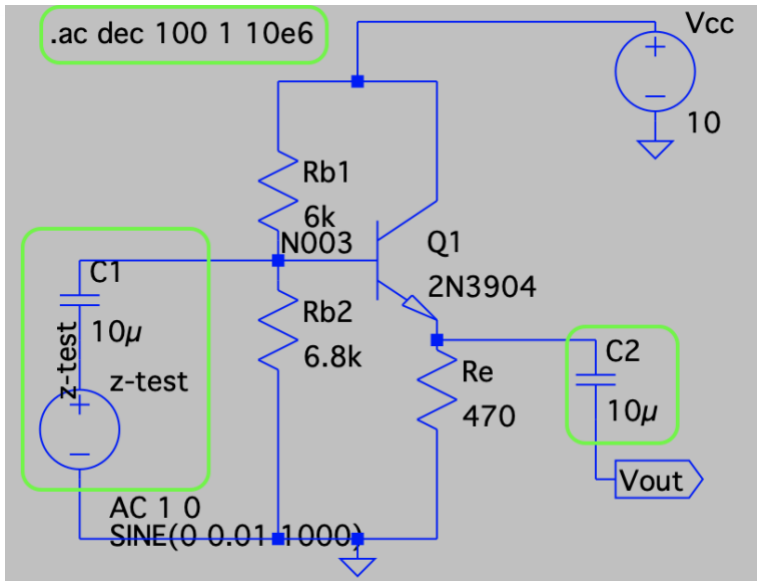 .ac dec 100 1 10e6
Vcc
10
Rb1
6k
N003
Q1
2N3904
C1
10µ
z-test
z-test
Rb2
6.8k
C2
10µ
Re
470
Vout
AC 1 0
SINE(0 0.01 1000)